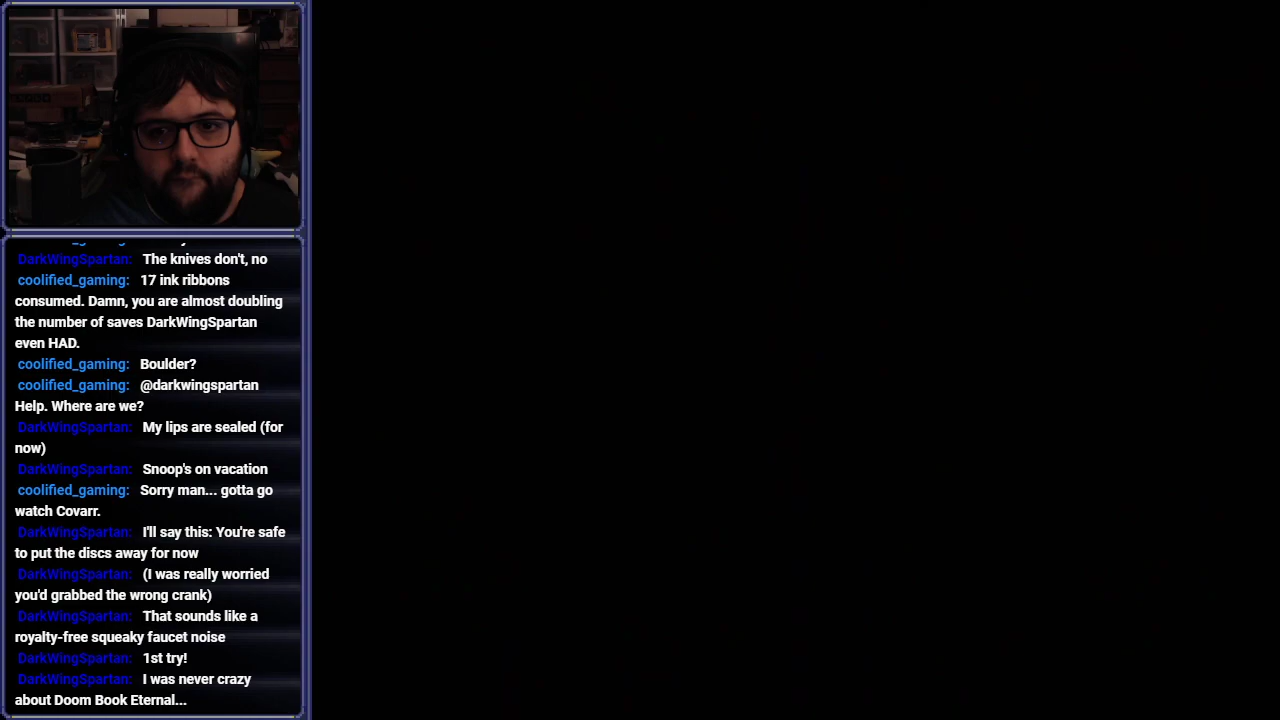 DarkWingSpartan: The knives don't, no
coolified_gaming: 17 ink ribbons
consumed. Damn, you are almost doubling
the number of saves DarkWingSpartan
even HAD.
coolified_gaming: Boulder?
coolified_gaming: @darkwingspartan
Help. Where are we?
DarkWingSpartan: My lips are sealed (for
now)
DarkWingSpartan: Snoop's on vacation
coolified_gaming: Sorry man... gotta go
watch Covarr.
DarkWingSpartan: I'll say this: You're safe
to put the discs away for now
DarkWingSpartan: (I was really worried
you'd grabbed the wrong crank)
DarkWingSpartan: That sounds like a
royalty-free squeaky faucet noise
DarkWingSpartan: 1st try!
DarkWingSpartan: I was never crazy
about Doom Book Eternal...